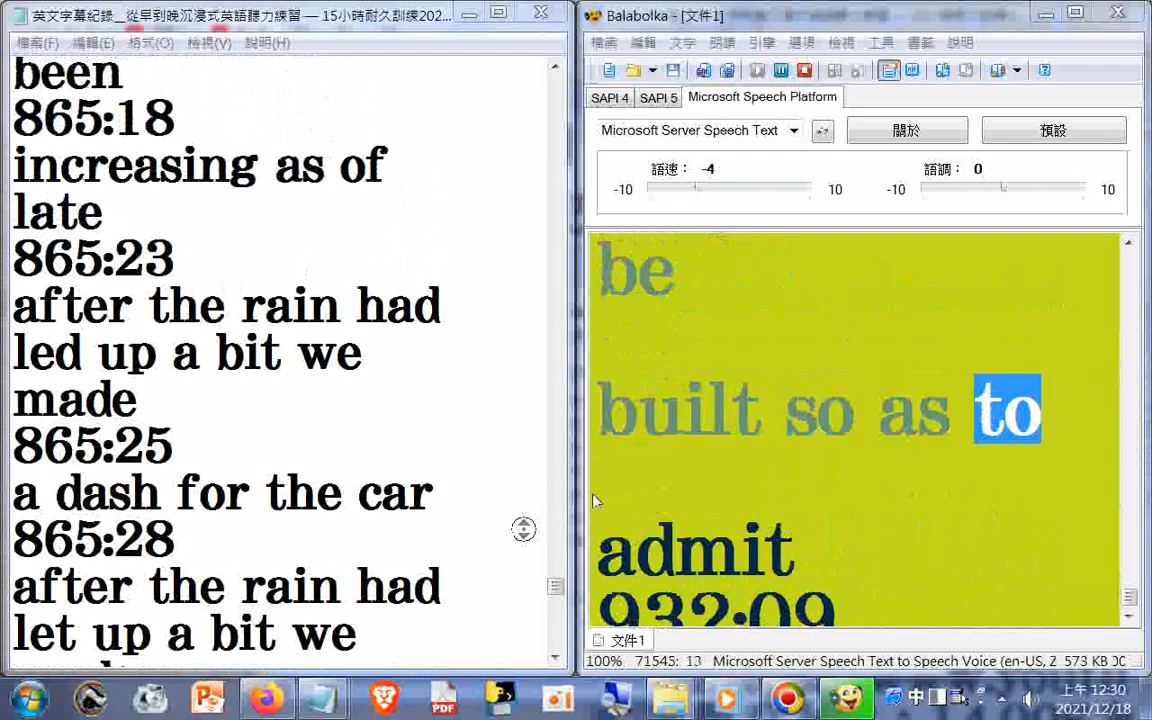 英文字幕紀錄__從早到晚沉浸式英語聽力練習 — 15小時耐久訓練202...
檔案(F) 編輯(E) 格式(O) 檢視(V) 說明(H)
been
865:18
increasing as of
late
865:23
after the rain had
led up a bit we
made
865:25
a dash for the car
865:28
after the rain had
let up a bit we
Balabolka - [文件1]
檔案 編輯 文字 朗讀 引擎 選項 檢視 工具 書籤 說明
SAPI 4 SAPI 5 Microsoft Speech Platform
Microsoft Server Speech Text 關於 預設
語速: -4 語調: 0
-10 10 -10 10
be
built so as to
admit
932:09
文件1
100% 71545: 13 Microsoft Server Speech Text to Speech Voice (en-US, Z 573 KB
PDF 中 上午 12:30
2021/12/18